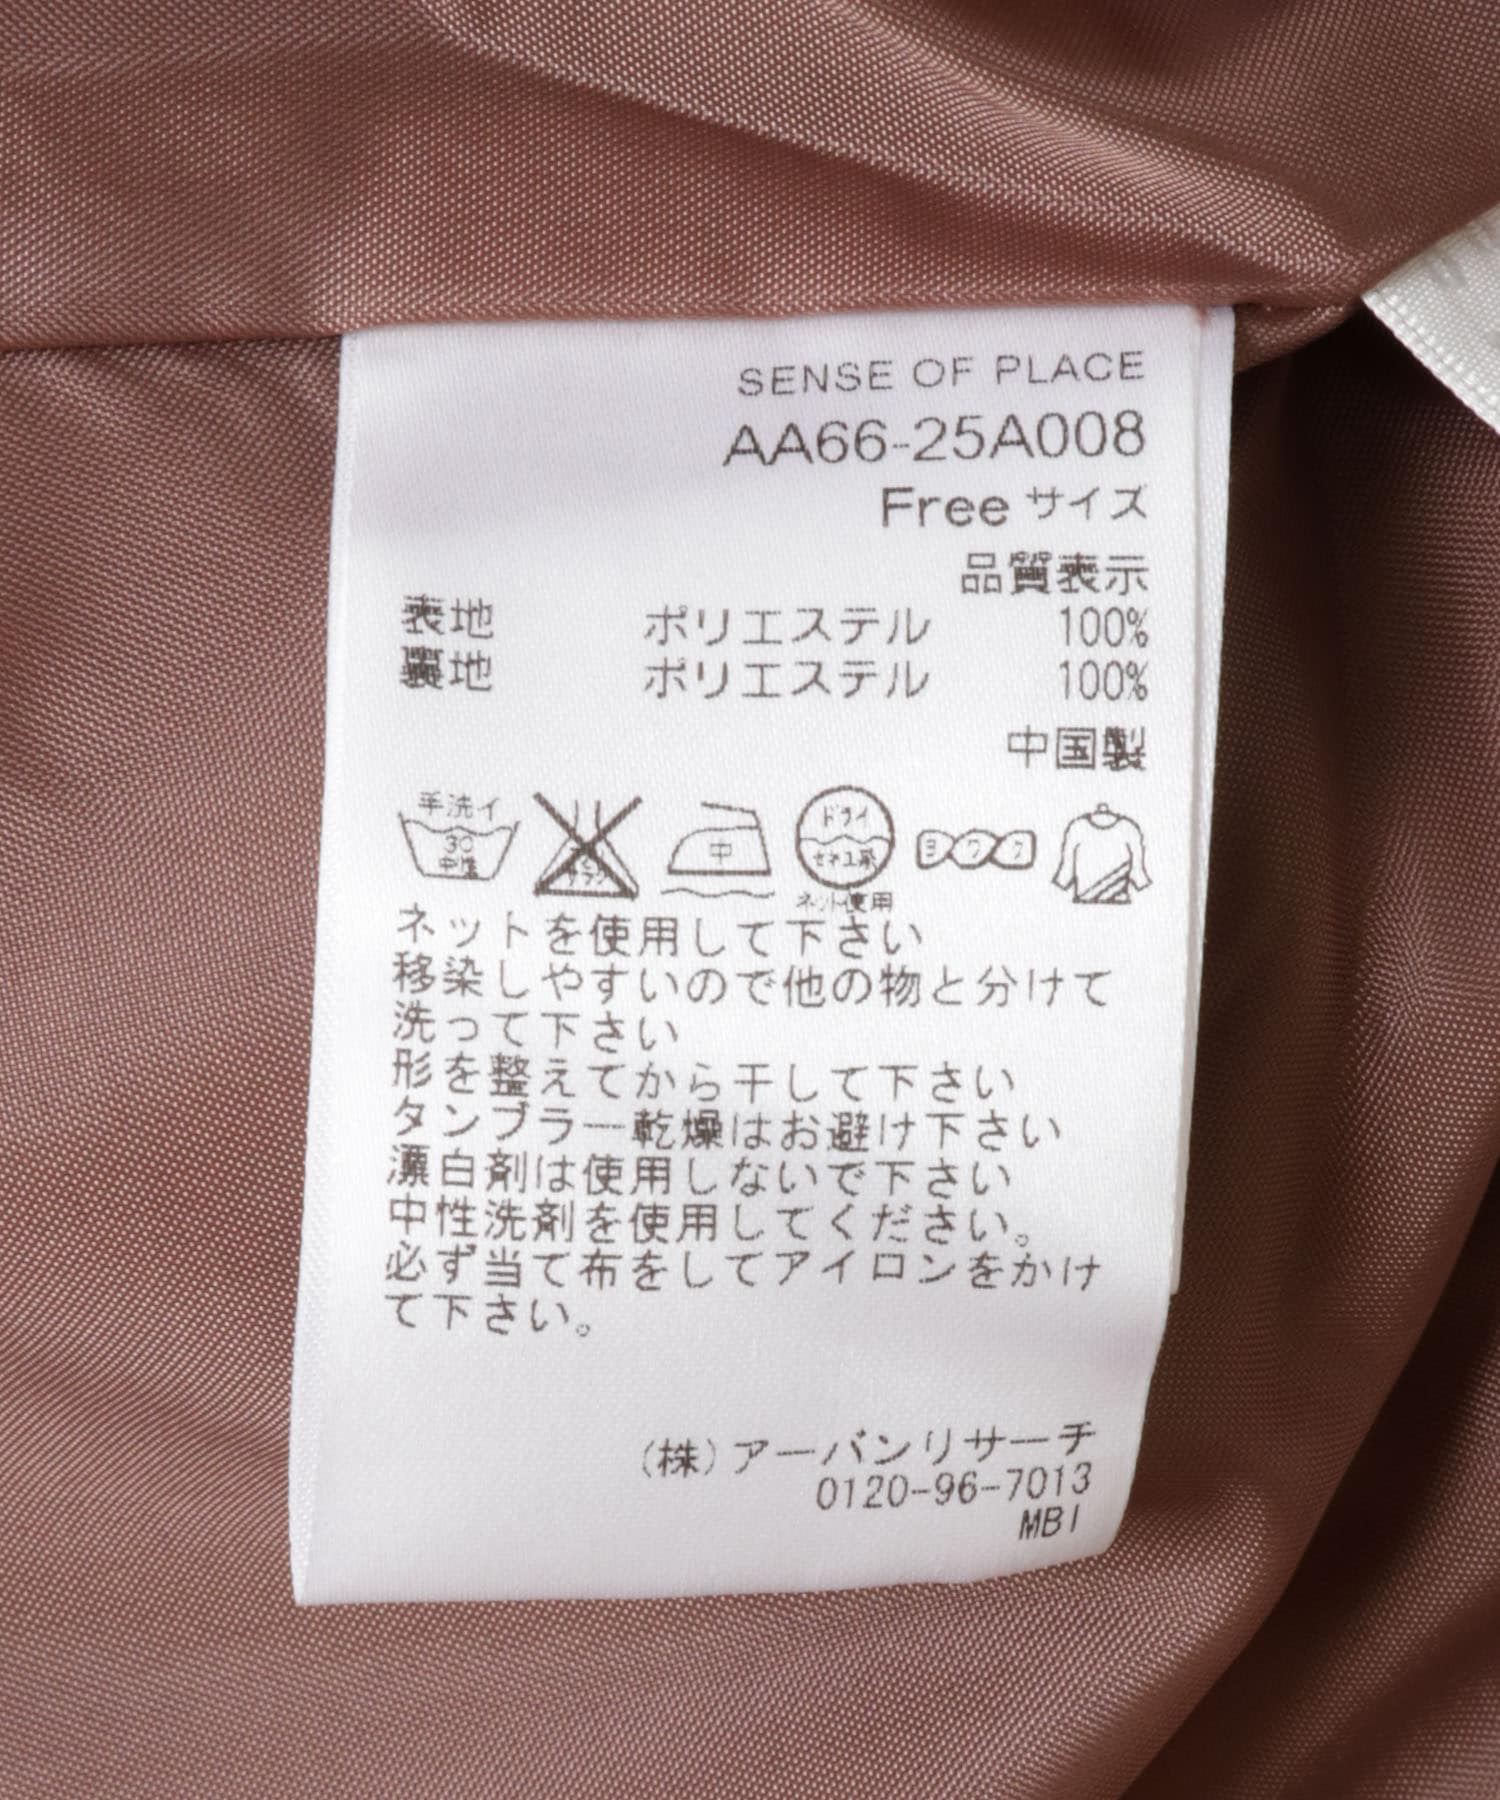 SENSE OF PLACE
AA66-25A008
Free サイズ
品質表示
表地 ポリエステル 100%
裏地 ポリエステル 100%
中国製
手洗イ
30
中性
中
ドライ
セキユ系
ネット使用
ヨワク
ネットを使用して下さい
移染しやすいので他の物と分けて
洗って下さい
形を整えてから干して下さい
タンブラー乾燥はお避け下さい
漂白剤は使用しないで下さい
中性洗剤を使用してください。
必ず当て布をしてアイロンをかけ
て下さい。
(株)アーバンリサーチ
0120-96-7013
MBI